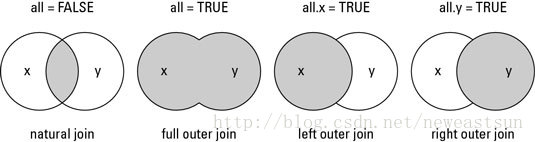 all = FALSE
all = TRUE
all.x = TRUE
all.y = TRUE
x y
x y
x y
x y
natural join
full outer join
left outer join
right outer join
http://blog.csdn.net/neweastsun